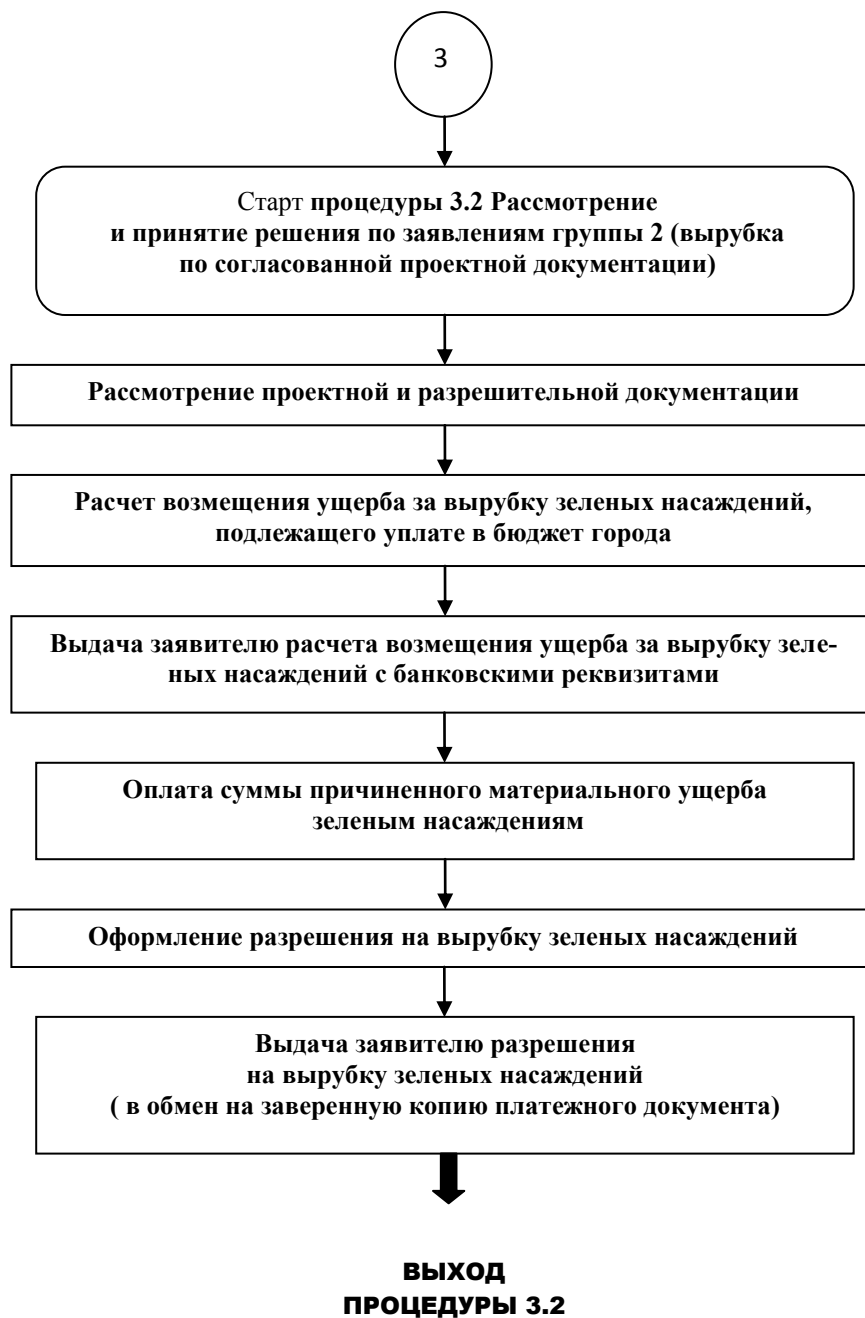 3
Старт процедуры 3.2 Рассмотрение
и принятие решения по заявлениям группы 2 (вырубка
по согласованной проектной документации)
Рассмотрение проектной и разрешительной документации
Расчет возмещения ущерба за вырубку зеленых насаждений,
подлежащего уплате в бюджет города
Выдача заявителю расчета возмещения ущерба за вырубку зеле-
ных насаждений с банковскими реквизитами
Оплата суммы причиненного материального ущерба
зеленым насаждениям
Оформление разрешения на вырубку зеленых насаждений
Выдача заявителю разрешения
на вырубку зеленых насаждений
( в обмен на заверенную копию платежного документа)
ВЫХОД
ПРОЦЕДУРЫ 3.2